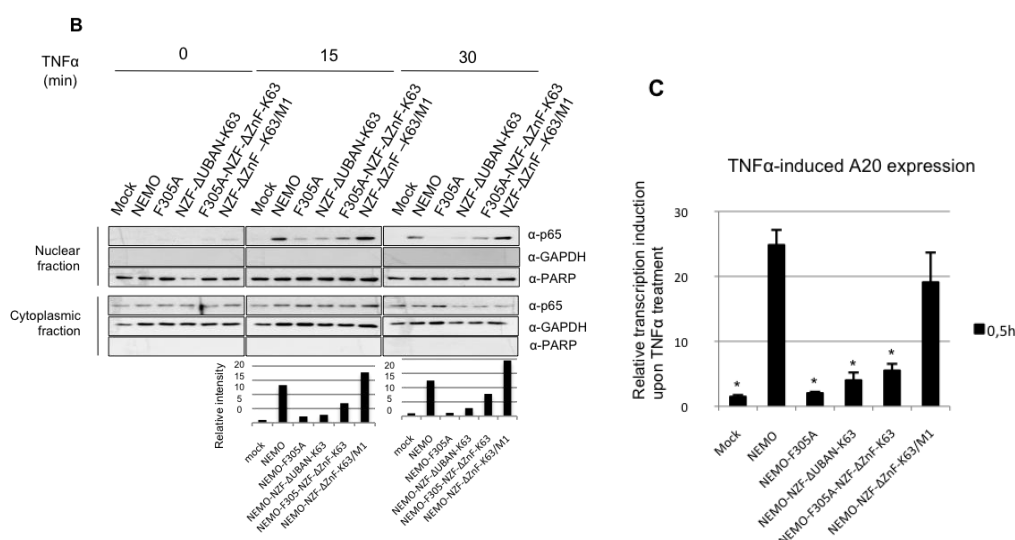 B
TNFα
(min)
0
15
30
Mock
NEMO
F305A
NZF-ΔUBAN-K63
F305A-NZF-ΔZnF-K63
NZF-ΔZnF –K63/M1
Mock
NEMO
F305A
NZF-ΔUBAN-K63
F305A-NZF-ΔZnF-K63
NZF-ΔZnF –K63/M1
Mock
NEMO
F305A
NZF-ΔUBAN-K63
F305A-NZF-ΔZnF-K63
NZF-ΔZnF –K63/M1
Nuclear
fraction
α-p65
α-GAPDH
α-PARP
Cytoplasmic
fraction
α-p65
α-GAPDH
α-PARP
Relative intensity
20
15
10
5
0
mock
NEMO
NEMO-F305A
NEMO-NZF-ΔUBAN-K63
NEMO-F305-NZF-ΔZnF-K63
NEMO-NZF-ΔZnF-K63/M1
20
15
10
5
0
mock
NEMO
NEMO-F305A
NEMO-NZF-ΔUBAN-K63
NEMO-F305-NZF-ΔZnF-K63
NEMO-NZF-ΔZnF-K63/M1
C
TNFα-induced A20 expression
Relative transcription induction
upon TNFα treatment
30
20
10
0
*
*
*
*
0,5h
Mock
NEMO
NEMO-F305A
NEMO-NZF-ΔUBAN-K63
NEMO-F305A-NZF-ΔZnF-K63
NEMO-NZF-ΔZnF-K63/M1